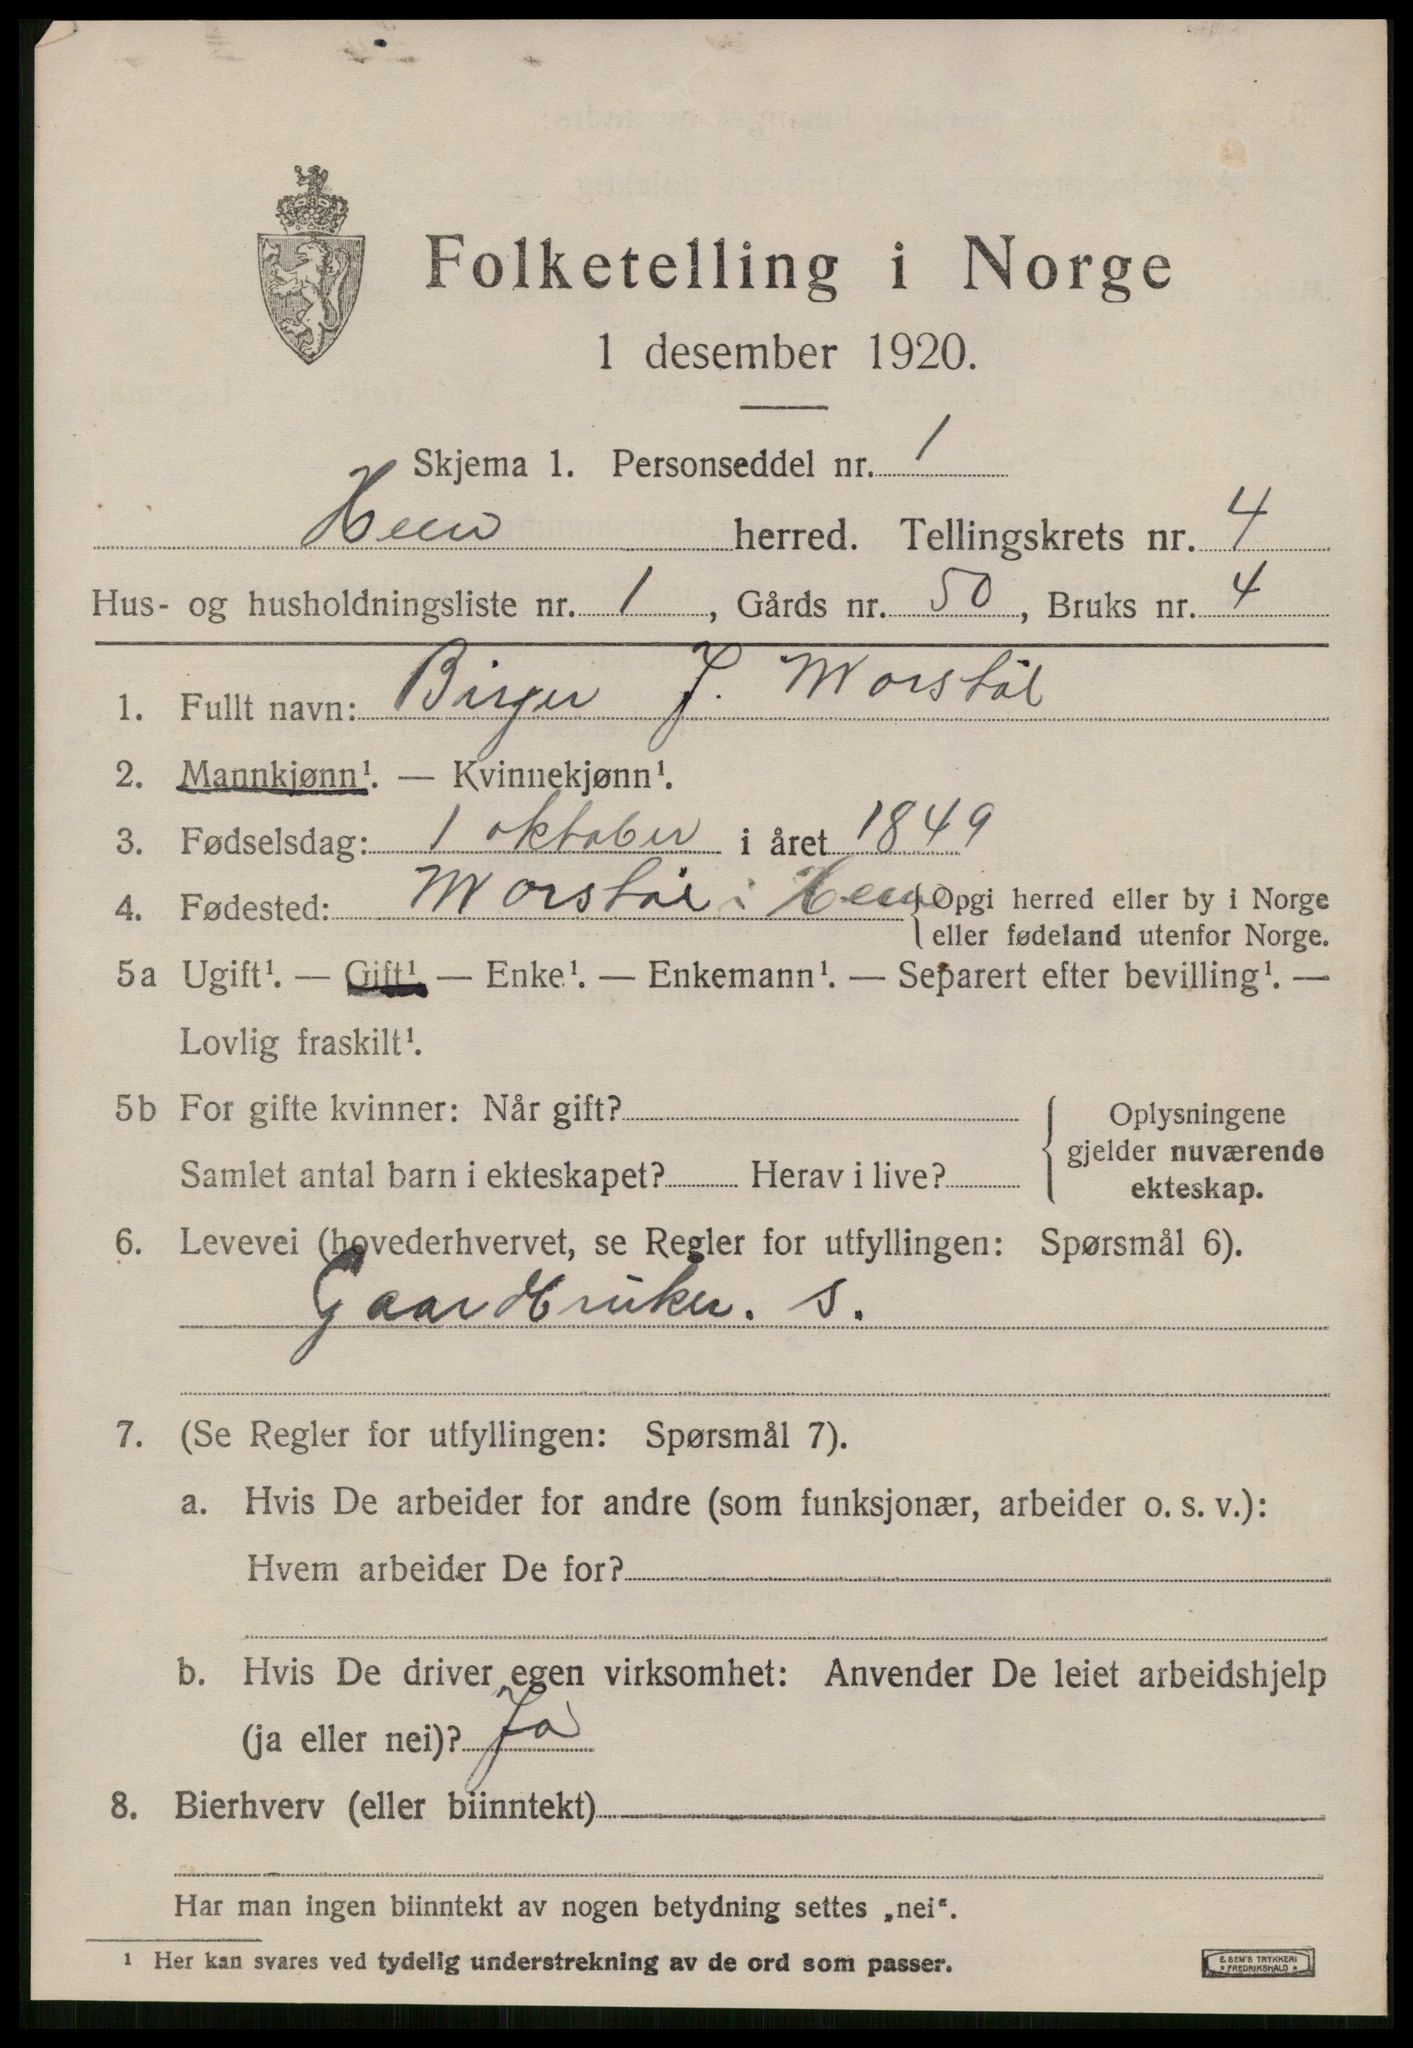 Folketelling i Norge
1 desember 1920.
Skjema 1. Personseddel nr. 1
Heen herred. Tellingskrets nr. 4
Hus- og husholdningsliste nr. 1, Gårds nr. 50, Bruks nr. 4
1. Fullt navn: Birger J. Morstøl
2. Mannkjønn¹. — Kvinnekjønn¹.
3. Fødselsdag: 1 oktober i året 1849
4. Fødested: Morstøl i Heen {Opgi herred eller by i Norge
eller fødeland utenfor Norge.
5a Ugift¹. — Gift¹. — Enke¹. — Enkemann¹. — Separert efter bevilling¹. —
Lovlig fraskilt¹.
5b For gifte kvinner: Når gift?
Samlet antal barn i ekteskapet? Herav i live?
Oplysningene
gjelder nuværende
ekteskap.
6. Levevei (hovederhvervet, se Regler for utfyllingen: Spørsmål 6).
Gaardbruker. S.
7. (Se Regler for utfyllingen: Spørsmål 7).
a. Hvis De arbeider for andre (som funksjonær, arbeider o. s. v.):
Hvem arbeider De for?
b. Hvis De driver egen virksomhet: Anvender De leiet arbeidshjelp
(ja eller nei)? Ja
8. Bierhverv (eller biinntekt)
Har man ingen biinntekt av nogen betydning settes „nei“.
¹ Her kan svares ved tydelig understrekning av de ord som passer.
E. SEM'S TRYKKERI
* FREDRIKSHALD *